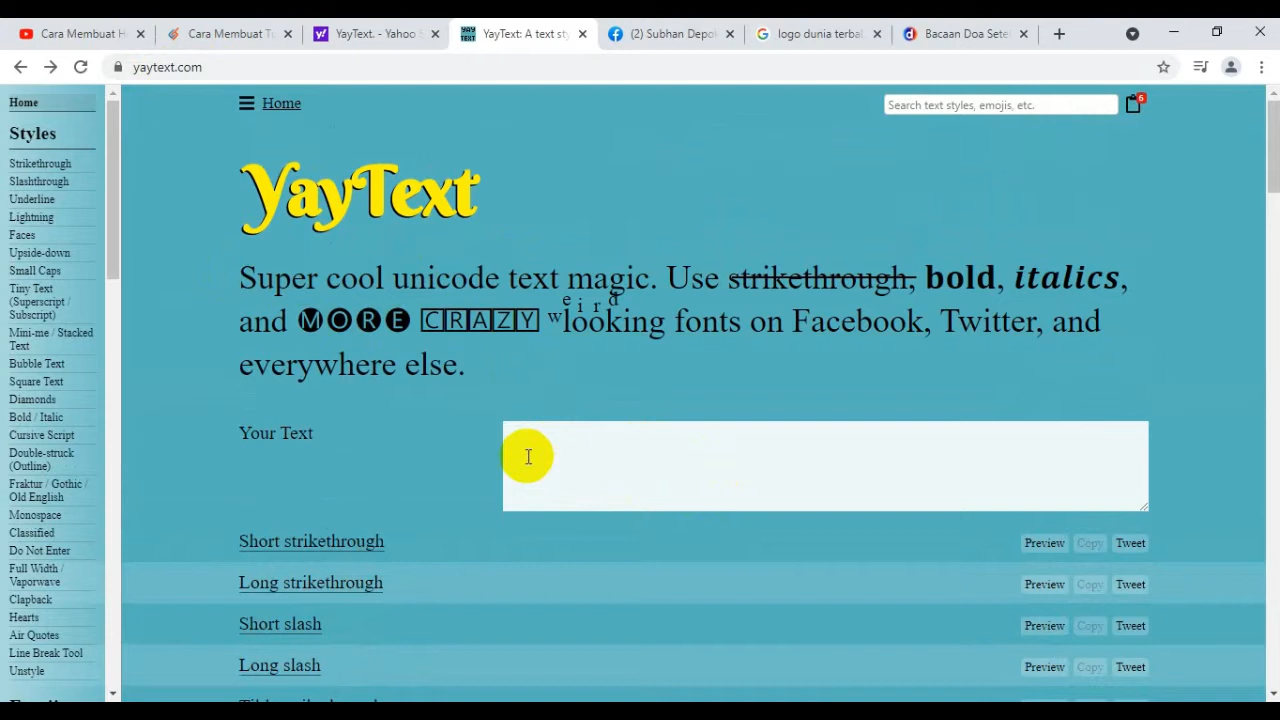 Cara Membuat H
Cara Membuat Tu
YayText. - Yahoo S
YayText: A text sty
(2) Subhan Depok
logo dunia terbal
Bacaan Doa Sete
yaytext.com
Home
Styles
Strikethrough
Slashthrough
Underline
Lightning
Faces
Upside-down
Small Caps
Tiny Text
(Superscript /
Subscript)
Mini-me / Stacked
Text
Bubble Text
Square Text
Diamonds
Bold / Italic
Cursive Script
Double-struck
(Outline)
Fraktur / Gothic /
Old English
Monospace
Classified
Do Not Enter
Full Width /
Vaporwave
Clapback
Hearts
Air Quotes
Line Break Tool
Unstyle
Home
Search text styles, emojis, etc.
6
YayText
Super cool unicode text magic. Use strikethrough, bold, italics,
and MORE CRAZY weird looking fonts on Facebook, Twitter, and
everywhere else.
Your Text
Short strikethrough Preview Copy Tweet
Long strikethrough Preview Copy Tweet
Short slash Preview Copy Tweet
Long slash Preview Copy Tweet